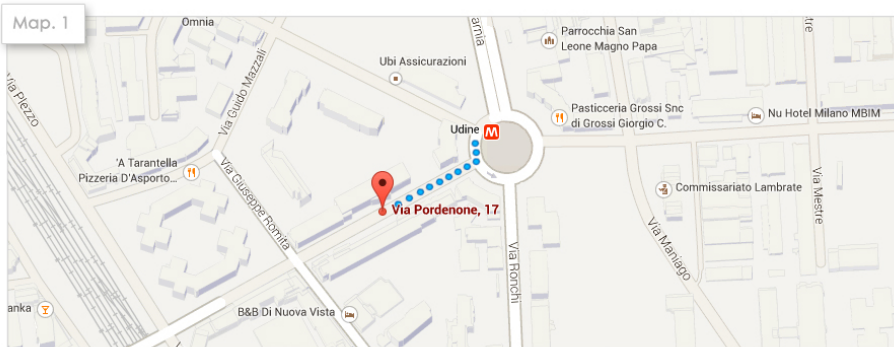 Map. 1
Omnia
arnia
Parrocchia San
Leone Magno Papa
tre
Ubi Assicurazioni
Via Plezzo
Via Guido Mazzali
Pasticceria Grossi Snc
di Grossi Giorgio C.
Nu Hotel Milano MBIM
Udine M
'A Tarantella
Pizzeria D'Asporto...
Via Giuseppe Romita
Via Pordenone, 17
Commissariato Lambrate
Via Mestre
Via Maniago
Via Ronchi
anka
B&B Di Nuova Vista